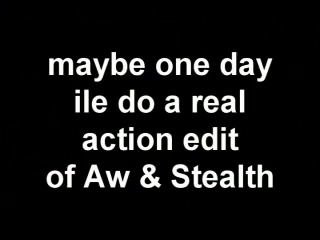 maybe one day
ile do a real
action edit
of Aw & Stealth